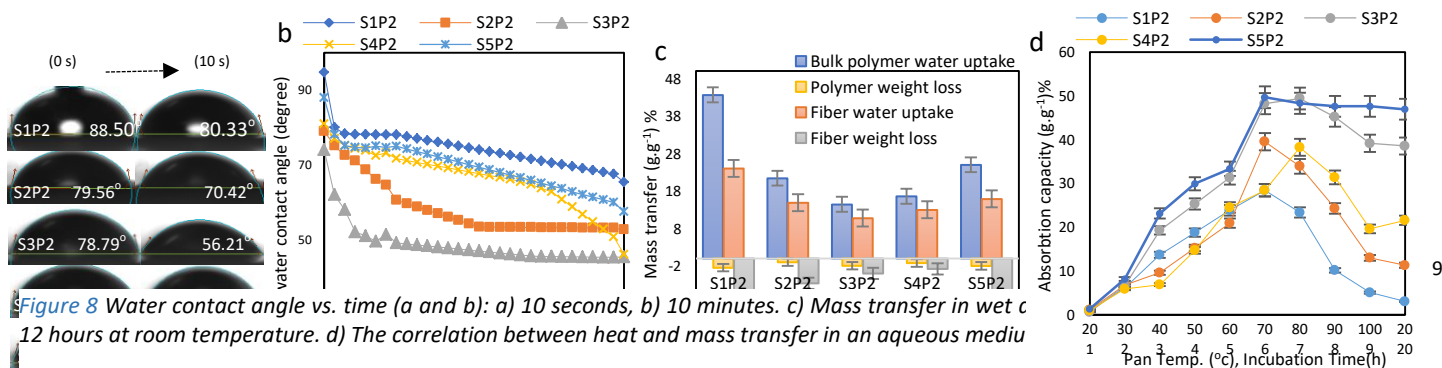 (0 s)
(10 s)
S1P2
88.50
80.33°
S2P2
79.56°
70.42°
S3P2
78.79°
56.21°
b
S1P2
S2P2
S3P2
S4P2
S5P2
water contact angle (degree)
90
70
50
c
Bulk polymer water uptake
Polymer weight loss
Fiber water uptake
Fiber weight loss
Mass transfer (g.g⁻¹) %
48
38
28
18
8
-2
S1P2
S2P2
S3P2
S4P2
S5P2
d
S1P2
S2P2
S3P2
S4P2
S5P2
Absorbtion capacity (g.g⁻¹)%
60
50
40
30
20
10
0
20 30 40 50 60 70 80 90 100 20
1 2 3 4 5 6 7 8 9 10
Pan Temp. (°c), Incubation Time(h)
9
Figure 8 Water contact angle vs. time (a and b): a) 10 seconds, b) 10 minutes. c) Mass transfer in wet
12 hours at room temperature. d) The correlation between heat and mass transfer in an aqueous mediu